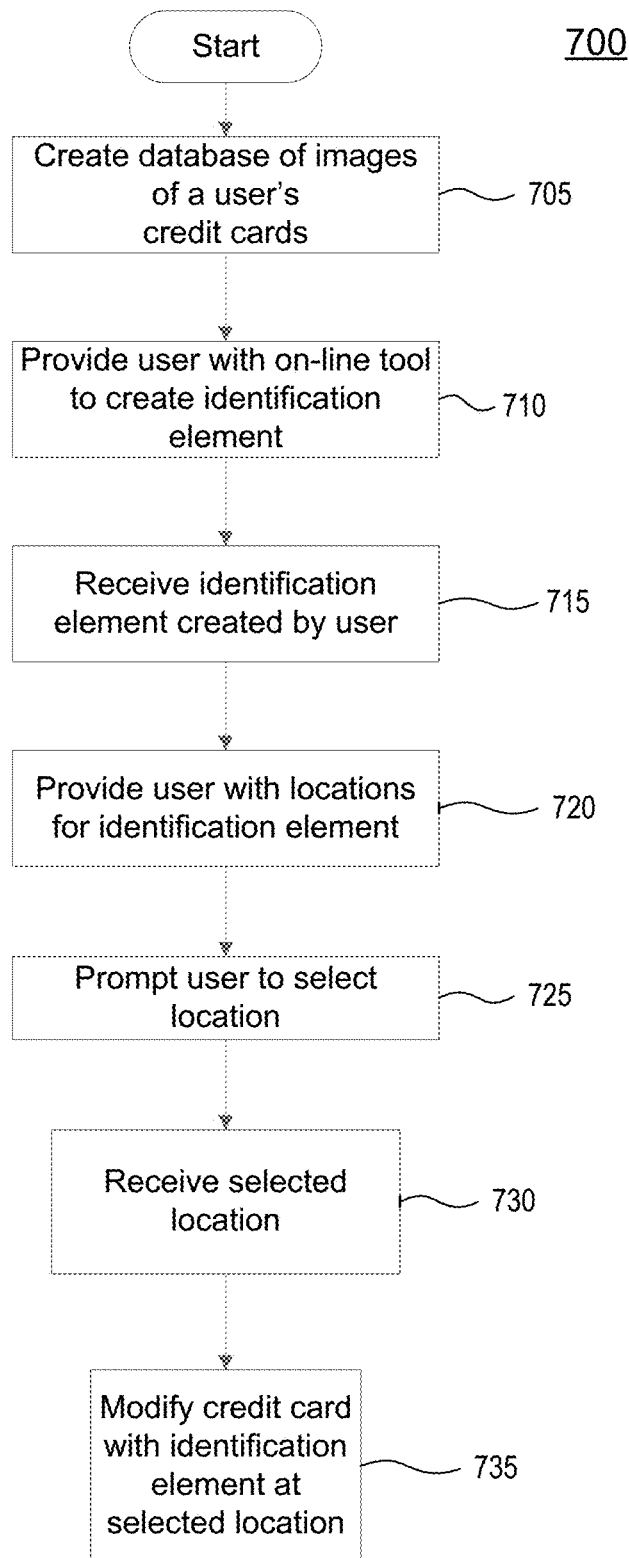 Start
700
Create database of images
of a user's
credit cards
705
Provide user with on-line tool
to create identification
element
710
Receive identification
element created by user
715
Provide user with locations
for identification element
720
Prompt user to select
location
725
Receive selected
location
730
Modify credit card
with identification
element at
selected location
735